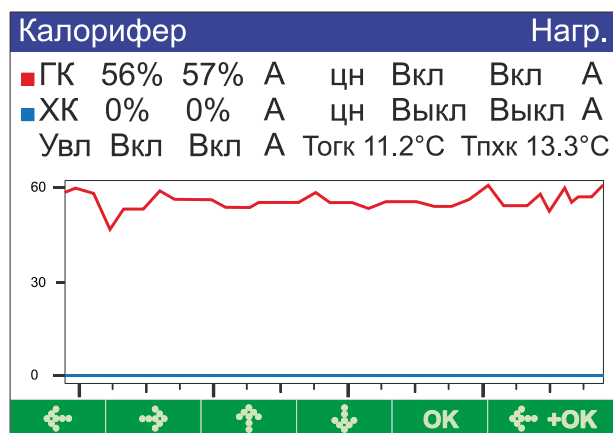 Калорифер Нагр.
ГК 56% 57% А цн Вкл Вкл А
ХК 0% 0% А цн Выкл Выкл А
Увл Вкл Вкл А Тогк 11.2°С Тпхк 13.3°С
60
30
0
OK +OK